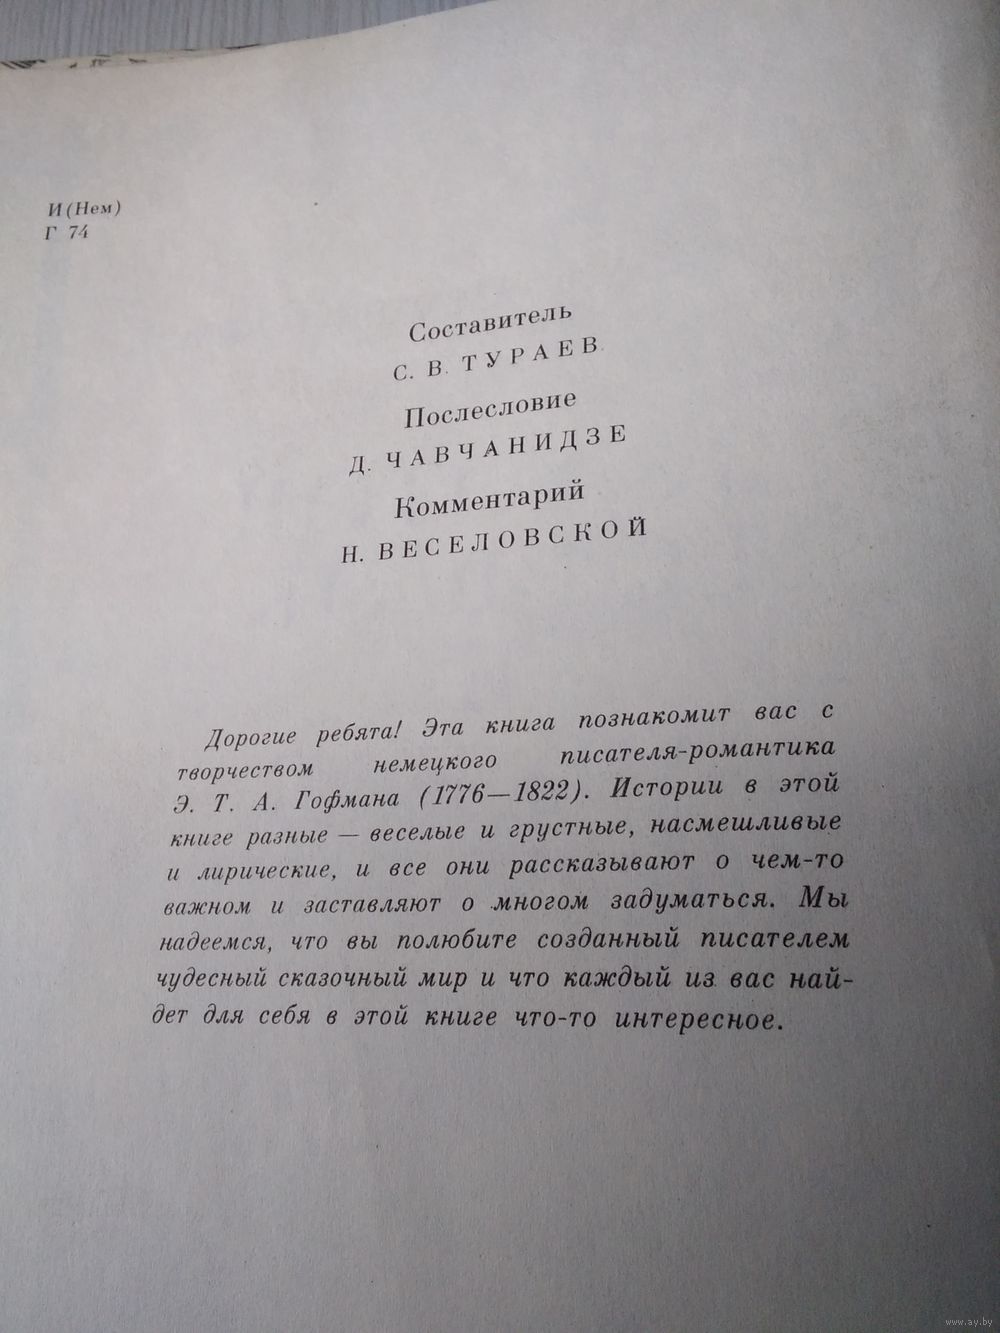 И(Нем)
Г 74
Составитель
С. В. ТУРАЕВ
Послесловие
Д. ЧАВЧАНИДЗЕ
Комментарий
Н. ВЕСЕЛОВСКОЙ
Дорогие ребята! Эта книга познакомит вас с
творчеством немецкого писателя-романтика
Э. Т. А. Гофмана (1776—1822). Истории в этой
книге разные — веселые и грустные, насмешливые
и лирические, и все они рассказывают о чем-то
важном и заставляют о многом задуматься. Мы
надеемся, что вы полюбите созданный писателем
чудесный сказочный мир и что каждый из вас най-
дет для себя в этой книге что-то интересное.
www.ay.by